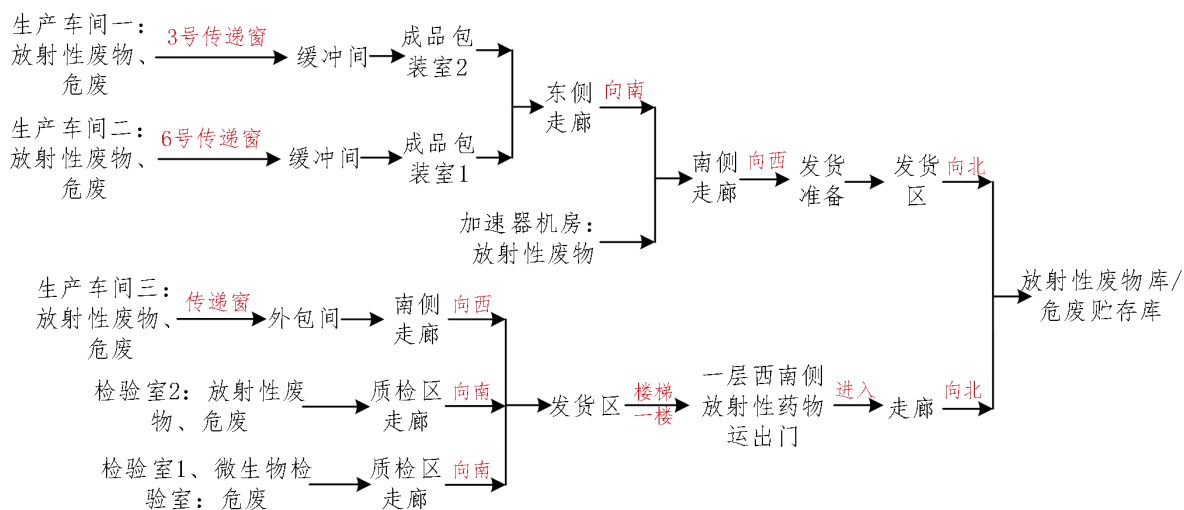 生产车间一：
放射性废物、
危废
3号传递窗
缓冲间
成品包
装室2
生产车间二：
放射性废物、
危废
6号传递窗
缓冲间
成品包
装室1
东侧
走廊
向南
加速器机房：
放射性废物
南侧
走廊
向西
发货
准备
发货
区
向北
生产车间三：
放射性废物、
危废
传递窗
外包间
南侧
走廊
向西
检验室2：放射性废
物、危废
质检区
走廊
向南
检验室1、微生物检
验室：危废
质检区
走廊
向南
发货区
楼梯
一楼
一层西南侧
放射性药物
运出门
进入
走廊
向北
放射性废物库/
危废贮存库